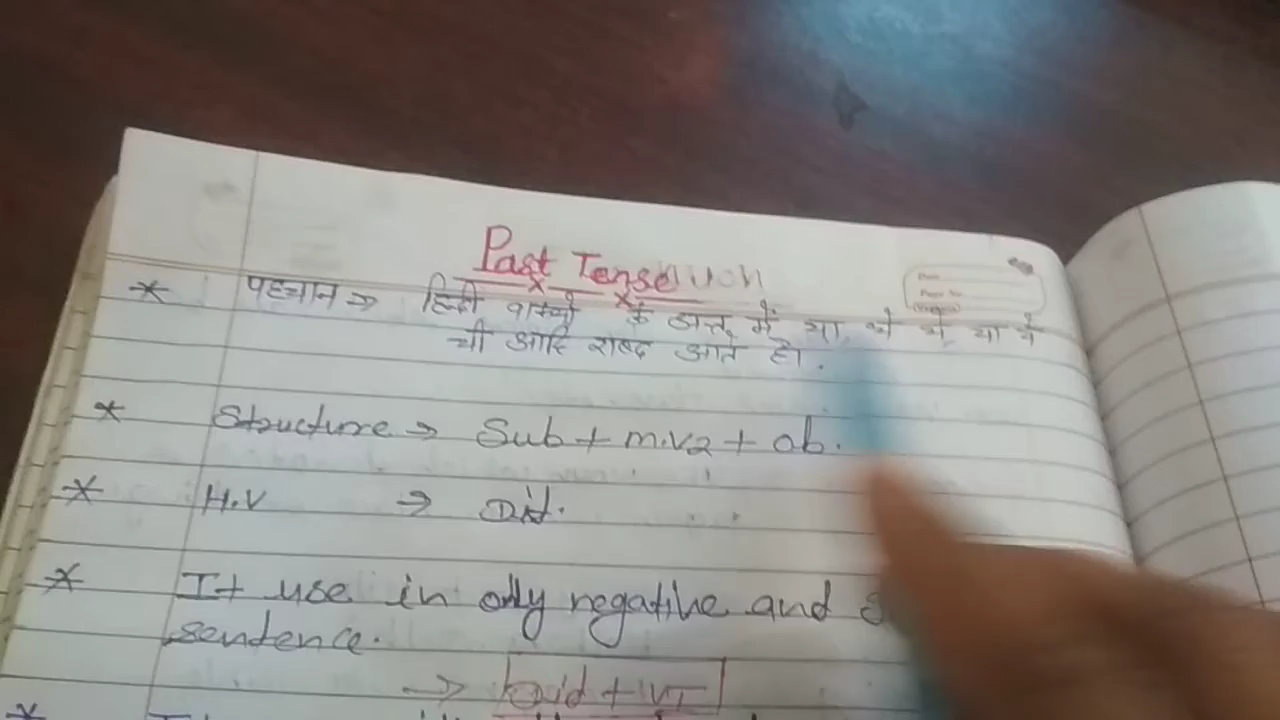 Past Tense
* पहचान → हिन्दी वाक्यो के अन्त में था, थे, या ये
थी आदि शब्द आते हो.
* Structure → Sub + m.v2 + ob.
* H.V → Did.
* It use in only negative and
sentence.
→ Did + V1
*